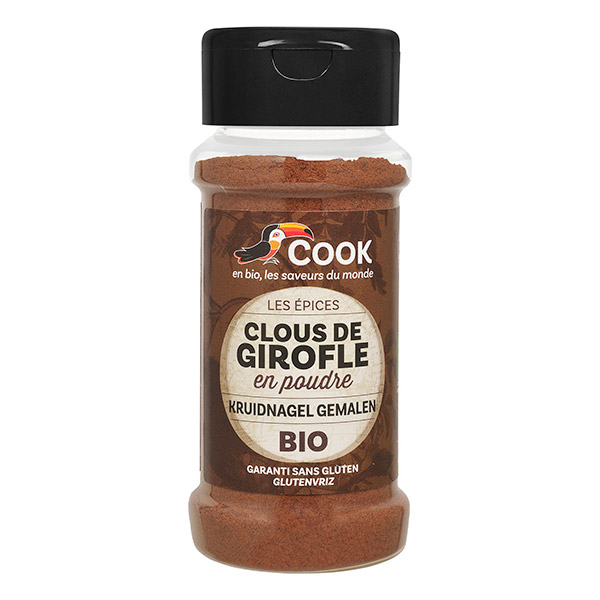 COOK
en bio, les saveurs du monde
LES ÉPICES
CLOUS DE
GIROFLE
en poudre
KRUIDNAGEL GEMALEN
BIO
GARANTI SANS GLUTEN
GLUTENVRIZ